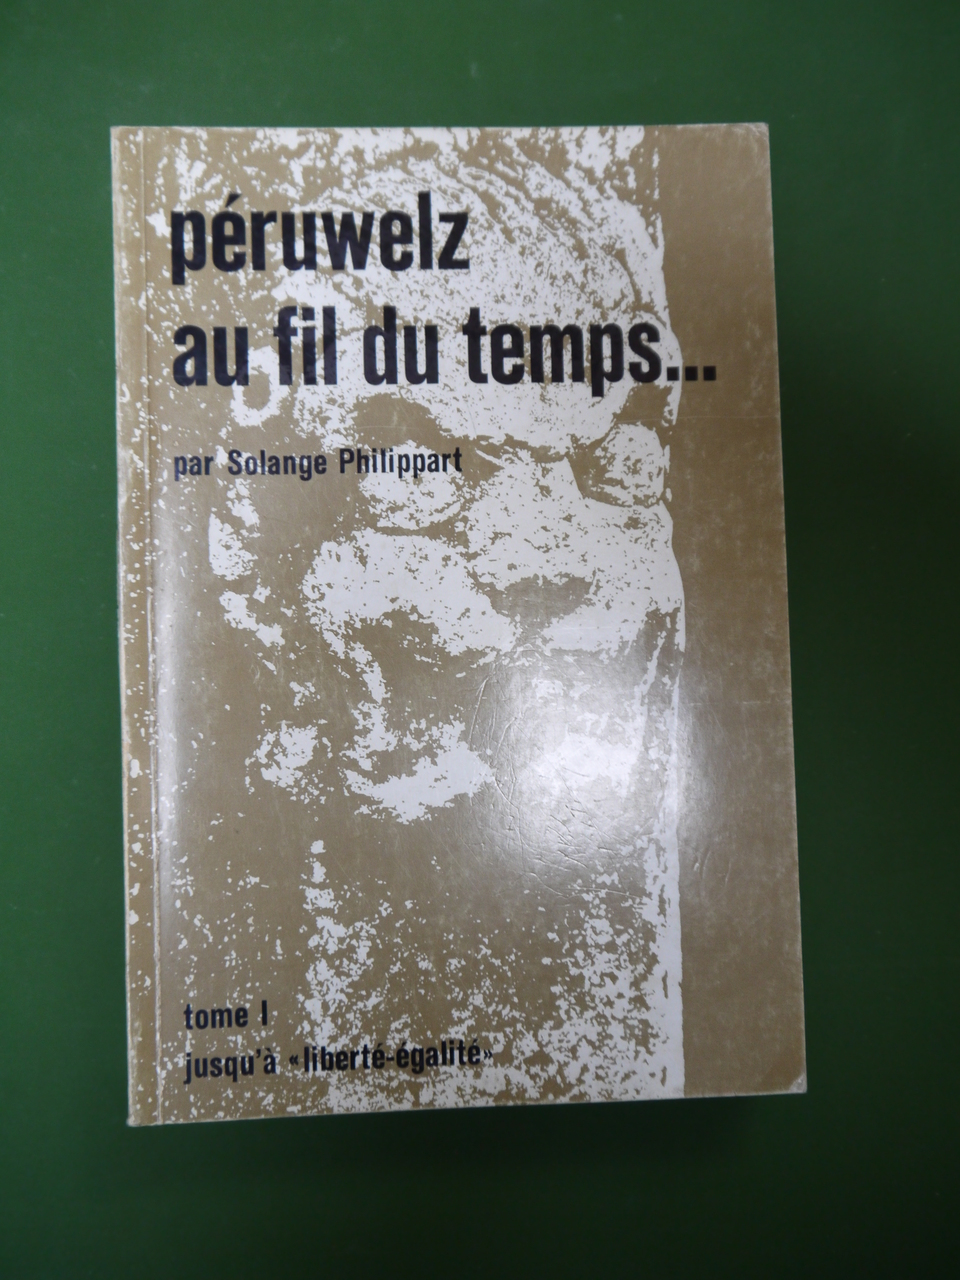 péruwelz
au fil du temps...
par Solange Philippart
tome I
jusqu'à «liberté-égalité»